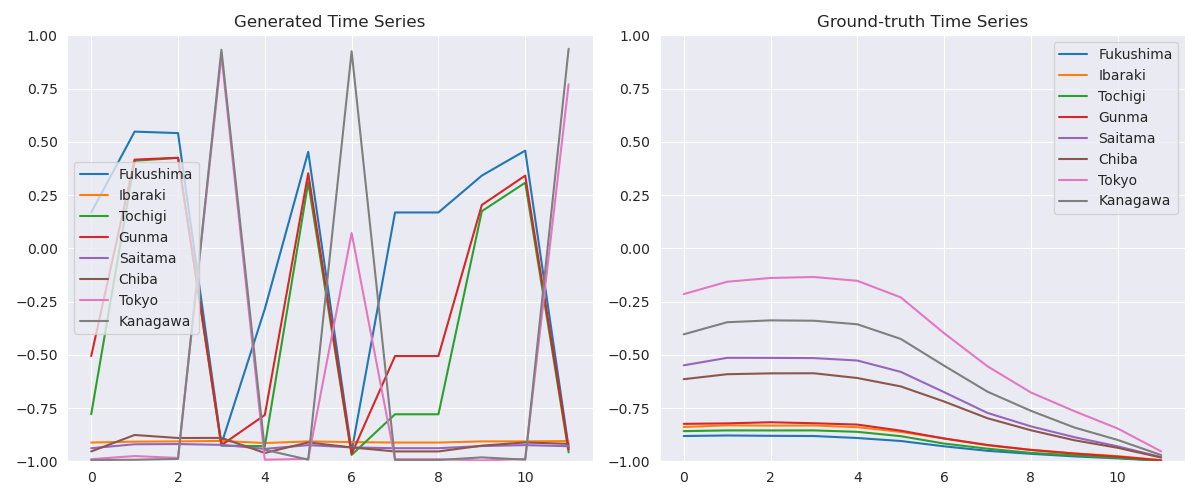 Generated Time Series
1.00
0.75
0.50
0.25
0.00
−0.25
−0.50
−0.75
−1.00
0 2 4 6 8 10
Fukushima
Ibaraki
Tochigi
Gunma
Saitama
Chiba
Tokyo
Kanagawa
Ground-truth Time Series
1.00
0.75
0.50
0.25
0.00
−0.25
−0.50
−0.75
−1.00
0 2 4 6 8 10
Fukushima
Ibaraki
Tochigi
Gunma
Saitama
Chiba
Tokyo
Kanagawa